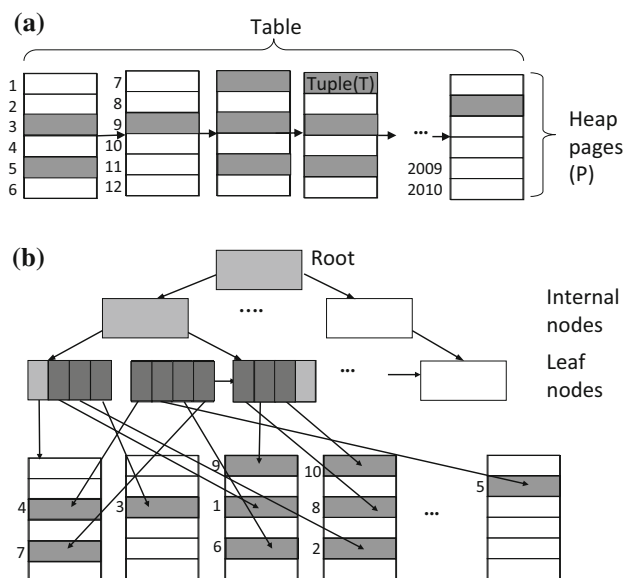 (a)
Table
1
2
3
4
5
6
7
8
9
10
11
12
Tuple(T)
...
2009
2010
Heap
pages
(P)
(b)
Root
....
Internal
nodes
...
Leaf
nodes
4
7
3
9
1
6
10
8
2
...
5